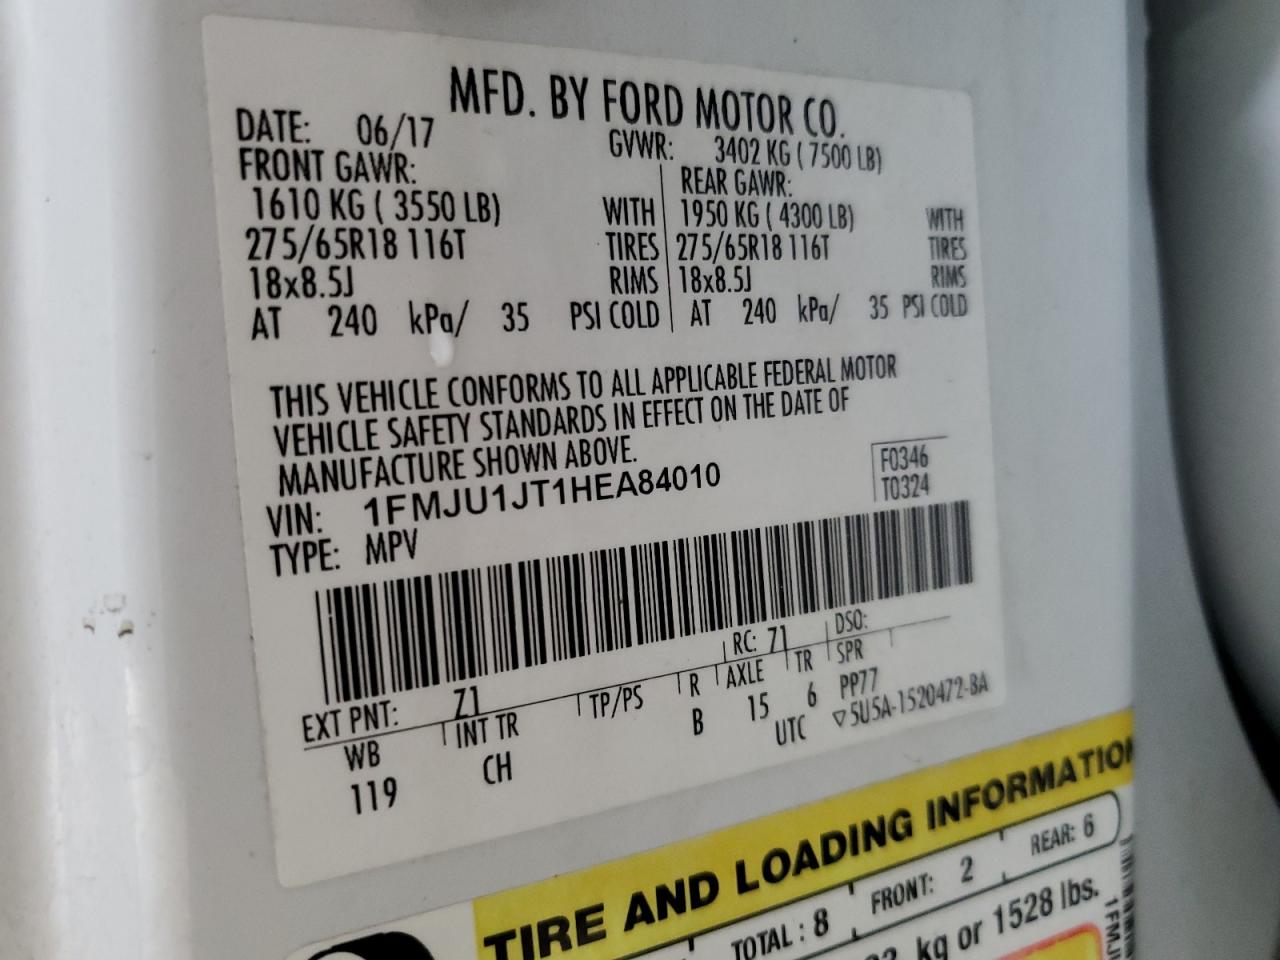 MFD. BY FORD MOTOR CO.
DATE: 06/17 GVWR: 3402 KG ( 7500 LB)
FRONT GAWR: REAR GAWR:
1610 KG ( 3550 LB) WITH 1950 KG ( 4300 LB) WITH
275/65R18 116T TIRES 275/65R18 116T TIRES
18x8.5J RIMS 18x8.5J RIMS
AT 240 kPa/ 35 PSI COLD AT 240 kPa/ 35 PSI COLD
THIS VEHICLE CONFORMS TO ALL APPLICABLE FEDERAL MOTOR
VEHICLE SAFETY STANDARDS IN EFFECT ON THE DATE OF
MANUFACTURE SHOWN ABOVE.
VIN: 1FMJU1JT1HEA84010
TYPE: MPV
F0346
T0324
EXT PNT: Z1 RC: 71 DSO:
WB INT TR TP/PS R AXLE TR SPR
119 CH B 15 6 PP77
UTC ▽5U5A-1520472-BA
TIRE AND LOADING INFORMATION
TOTAL : 8 FRONT: 2 REAR: 6
kg or 1528 lbs.
1FMJU